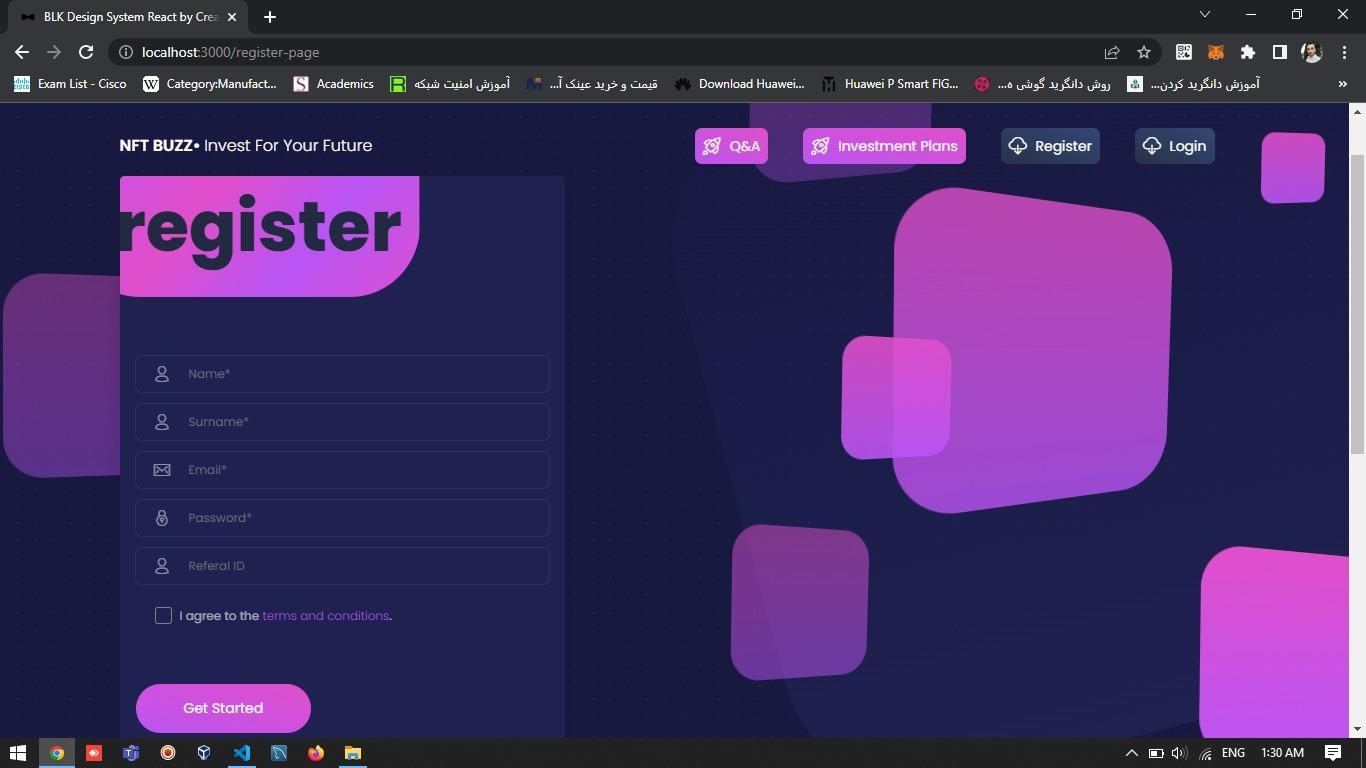 BLK Design System React by Crea
localhost:3000/register-page
Exam List - Cisco
Category:Manufact...
Academics
آموزش امنیت شبکه
قیمت و خرید عینک آ...
Download Huawei...
Huawei P Smart FIG...
روش دانگرید گوشی ه...
آموزش دانگرید کردن...
NFT BUZZ• Invest For Your Future
Q&A
Investment Plans
Register
Login
register
Name*
Surname*
Email*
Password*
Referal ID
I agree to the terms and conditions.
Get Started
ENG
1:30 AM